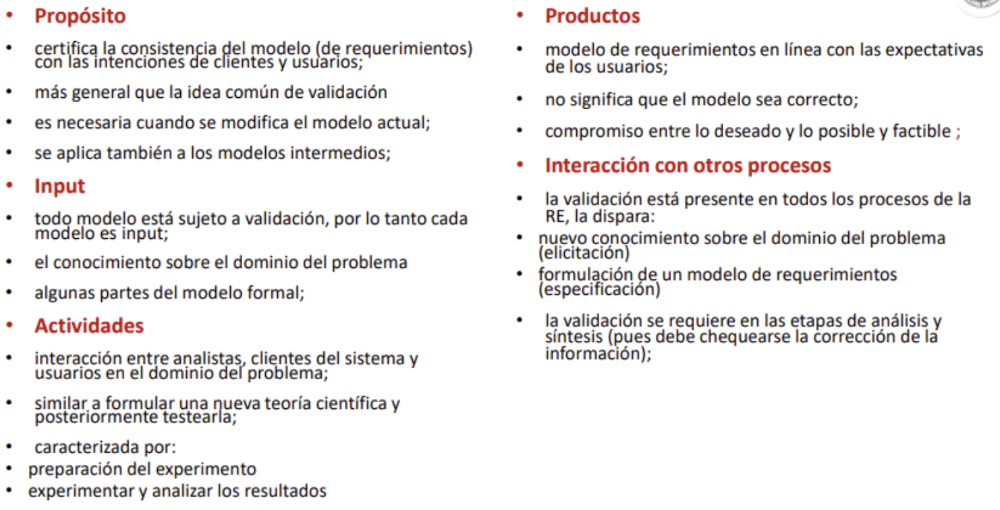 • Propósito
• certifica la consistencia del modelo (de requerimientos)
con las intenciones de clientes y usuarios;
• más general que la idea común de validación
• es necesaria cuando se modifica el modelo actual;
• se aplica también a los modelos intermedios;
• Input
• todo modelo está sujeto a validación, por lo tanto cada
modelo es input;
• el conocimiento sobre el dominio del problema
• algunas partes del modelo formal;
• Actividades
• interacción entre analistas, clientes del sistema y
usuarios en el dominio del problema;
• similar a formular una nueva teoría científica y
posteriormente testearla;
• caracterizada por:
• preparación del experimento
• experimentar y analizar los resultados
• Productos
• modelo de requerimientos en línea con las expectativas
de los usuarios;
• no significa que el modelo sea correcto;
• compromiso entre lo deseado y lo posible y factible ;
• Interacción con otros procesos
• la validación está presente en todos los procesos de la
RE, la dispara:
• nuevo conocimiento sobre el dominio del problema
(elicitación)
• formulación de un modelo de requerimientos
(especificación)
• la validación se requiere en las etapas de análisis y
síntesis (pues debe chequearse la corrección de la
información);